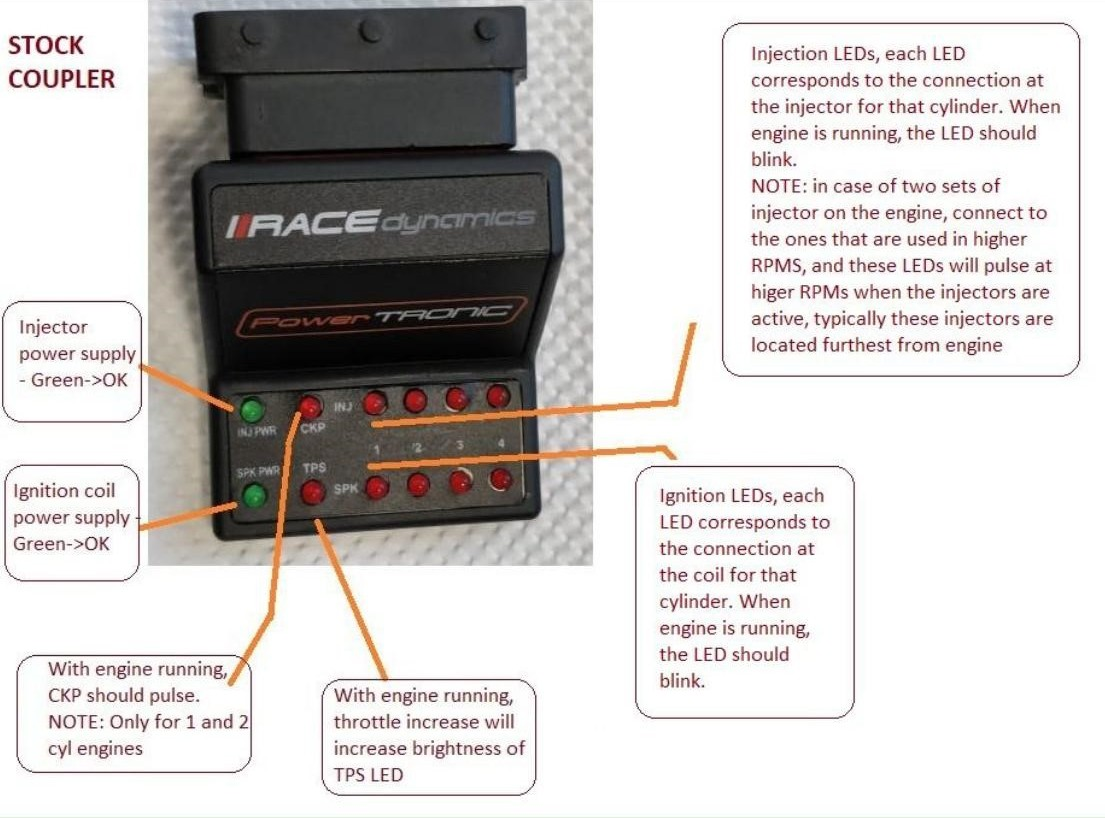 STOCK
COUPLER
RACE dynamics
PowerTRONIC
INJ PWR
CKP
INJ
1 2 3 4
SPK PWR
TPS
SPK
Injector
power supply
- Green->OK
Ignition coil
power supply -
Green->OK
With engine running,
CKP should pulse.
NOTE: Only for 1 and 2
cyl engines
With engine running,
throttle increase will
increase brightness of
TPS LED
Injection LEDs, each LED
corresponds to the connection at
the injector for that cylinder. When
engine is running, the LED should
blink.
NOTE: in case of two sets of
injector on the engine, connect to
the ones that are used in higher
RPMS, and these LEDs will pulse at
higer RPMs when the injectors are
active, typically these injectors are
located furthest from engine
Ignition LEDs, each
LED corresponds to
the connection at
the coil for that
cylinder. When
engine is running,
the LED should
blink.